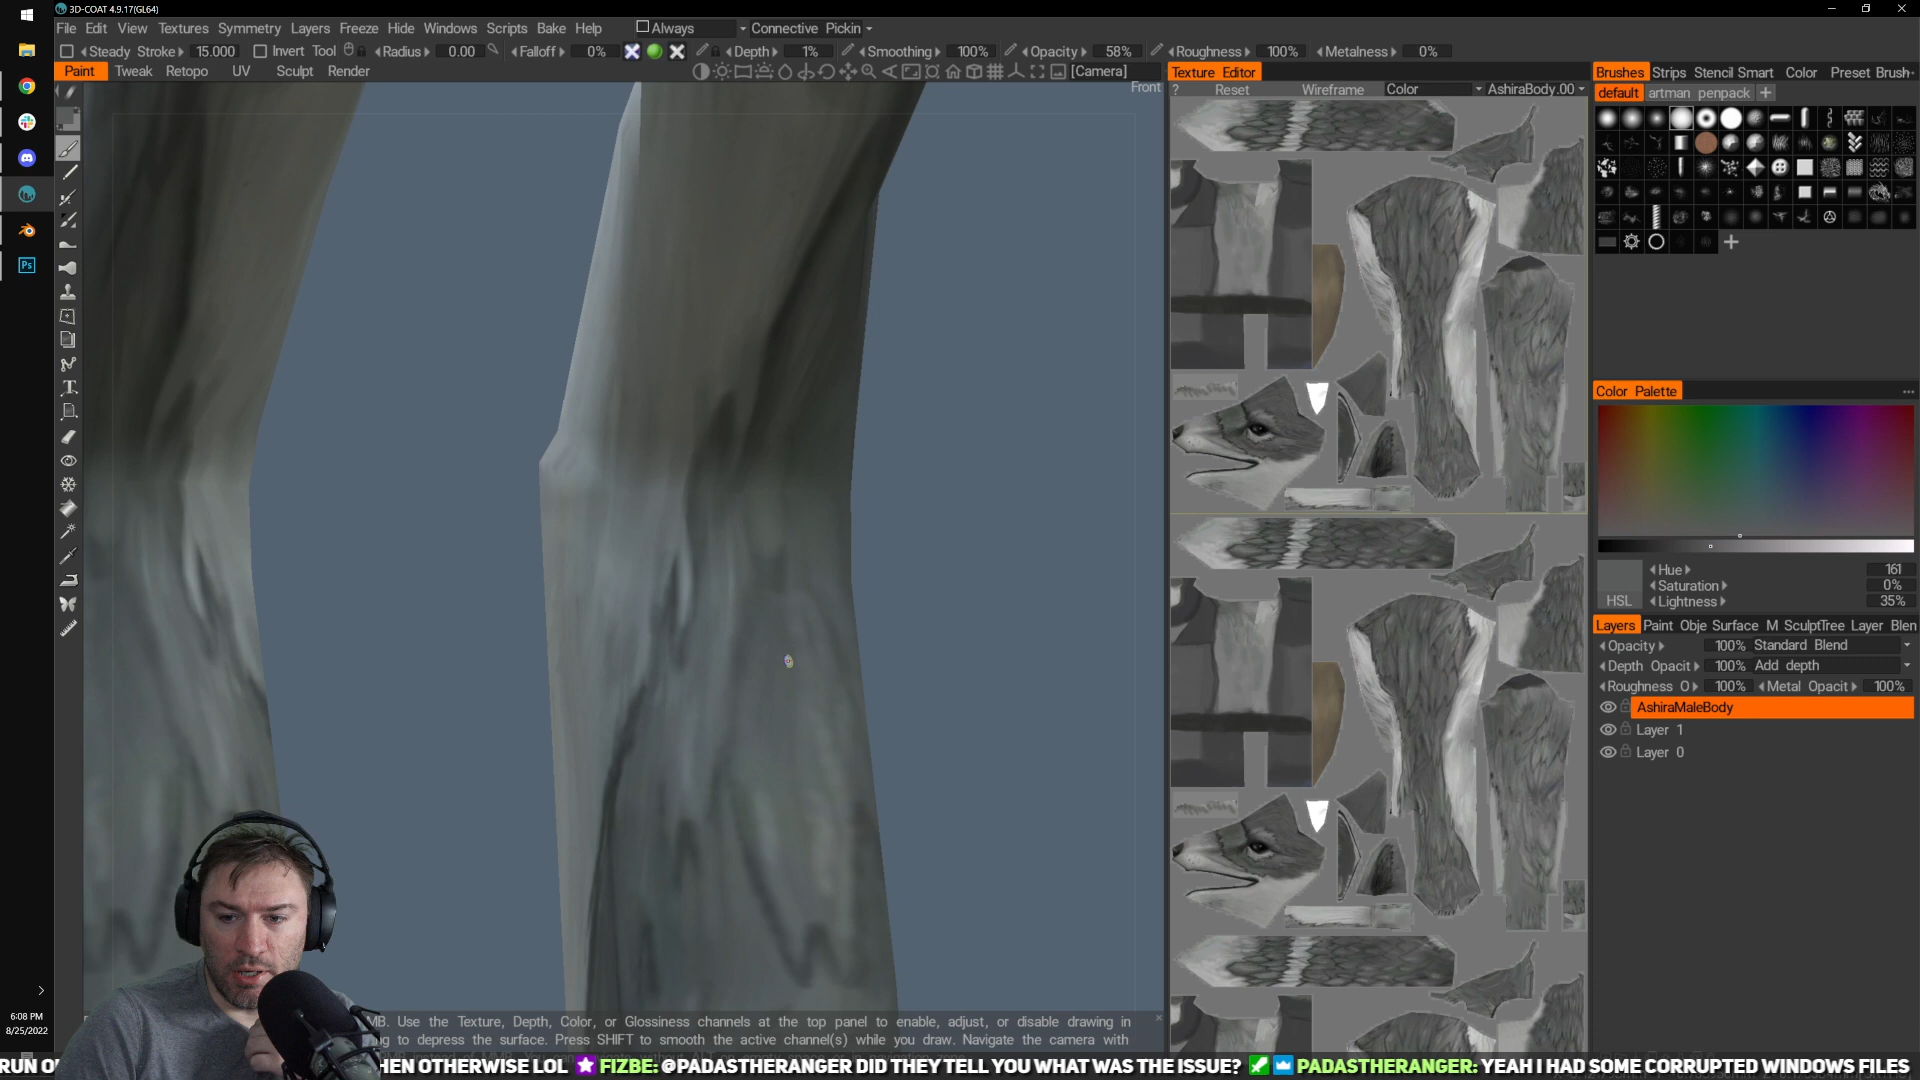 3D-COAT 4.9.17(GL64)
File Edit View Textures Symmetry Layers Freeze Hide Windows Scripts Bake Help Always Connective Pickin
Steady Stroke 15.000 Invert Tool Radius 0.00 Falloff 0% Depth 1% Smoothing 100% Opacity 58% Roughness 100% Metalness 0%
Paint Tweak Retopo UV Sculpt Render [Camera]
Front
Texture Editor
? Reset Wireframe Color AshiraBody.00
Brushes Strips Stencil Smart Color Preset Brush
default artman penpack
Color Palette
Hue 161
Saturation 0%
HSL Lightness 35%
Layers Paint Obje Surface M SculptTree Layer Blen
Opacity 100% Standard Blend
Depth Opacit 100% Add depth
Roughness O 100% Metal Opacit 100%
AshiraMaleBody
Layer 1
Layer 0
Ps
6:08 PM
8/25/2022
MB. Use the Texture, Depth, Color, or Glossiness channels at the top panel to enable, adjust, or disable drawing in
to depress the surface. Press SHIFT to smooth the active channel(s) while you draw. Navigate the camera with
HEN OTHERWISE LOL FIZBE: @PADASTHERANGER DID THEY TELL YOU WHAT WAS THE ISSUE? PADASTHERANGER: YEAH I HAD SOME CORRUPTED WINDOWS FILES